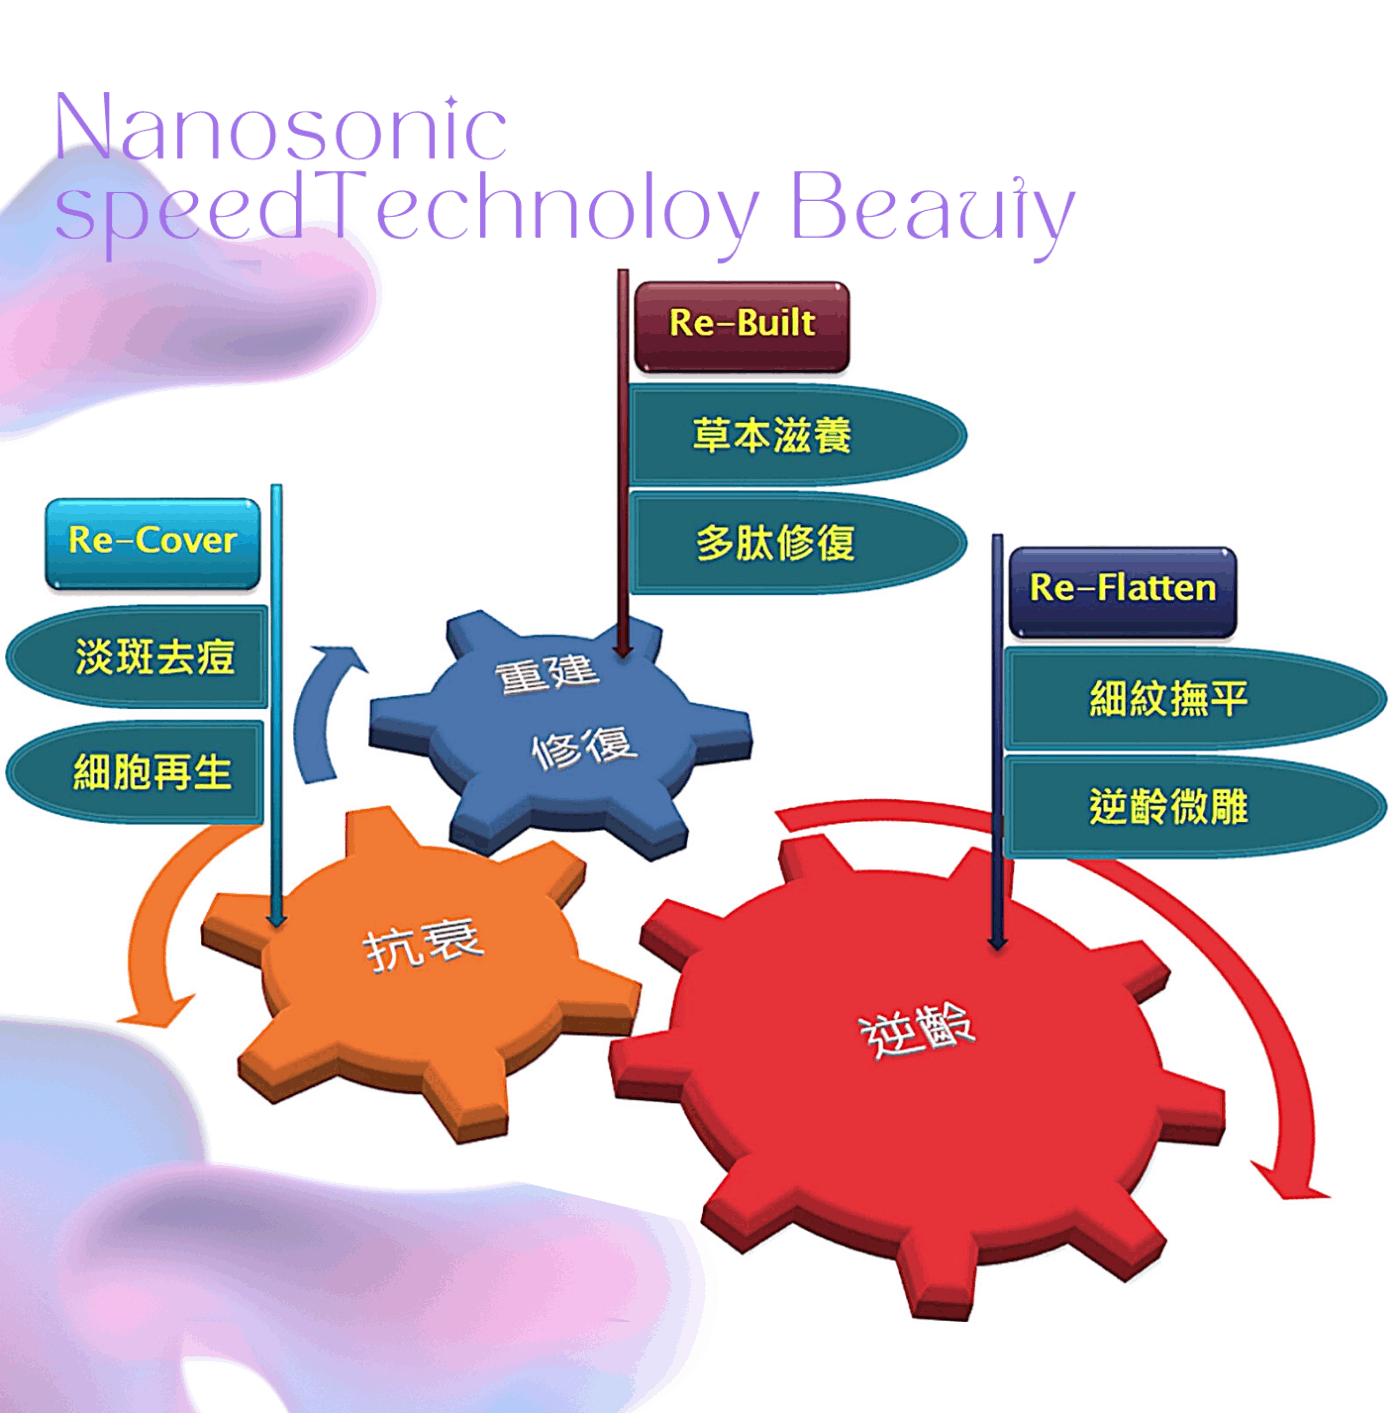 Nanosonic
speedTechnoloy Beauty
Re-Built
草本滋養
多肽修復
Re-Cover
淡斑去痘
細胞再生
Re-Flatten
細紋撫平
逆齡微雕
重建
修復
抗衰
逆齡